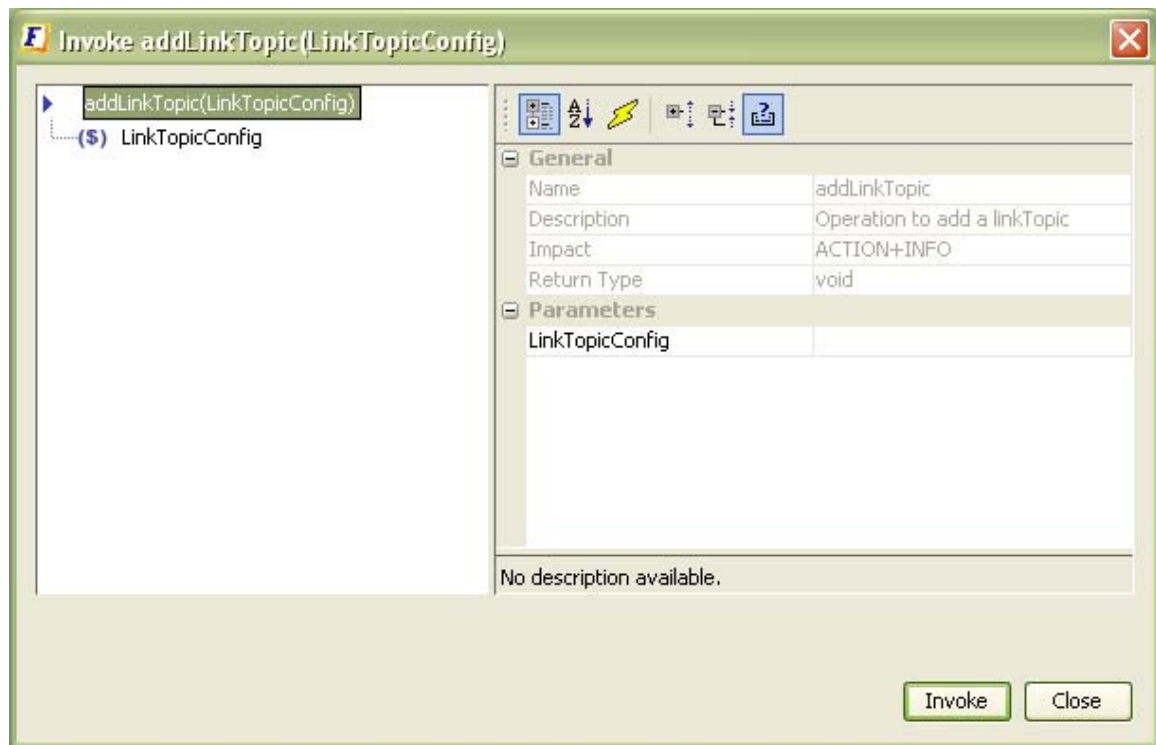 Invoke addLinkTopic(LinkTopicConfig)
addLinkTopic(LinkTopicConfig)
($) LinkTopicConfig
General
Name addLinkTopic
Description Operation to add a linkTopic
Impact ACTION+INFO
Return Type void
Parameters
LinkTopicConfig
No description available.
Invoke Close